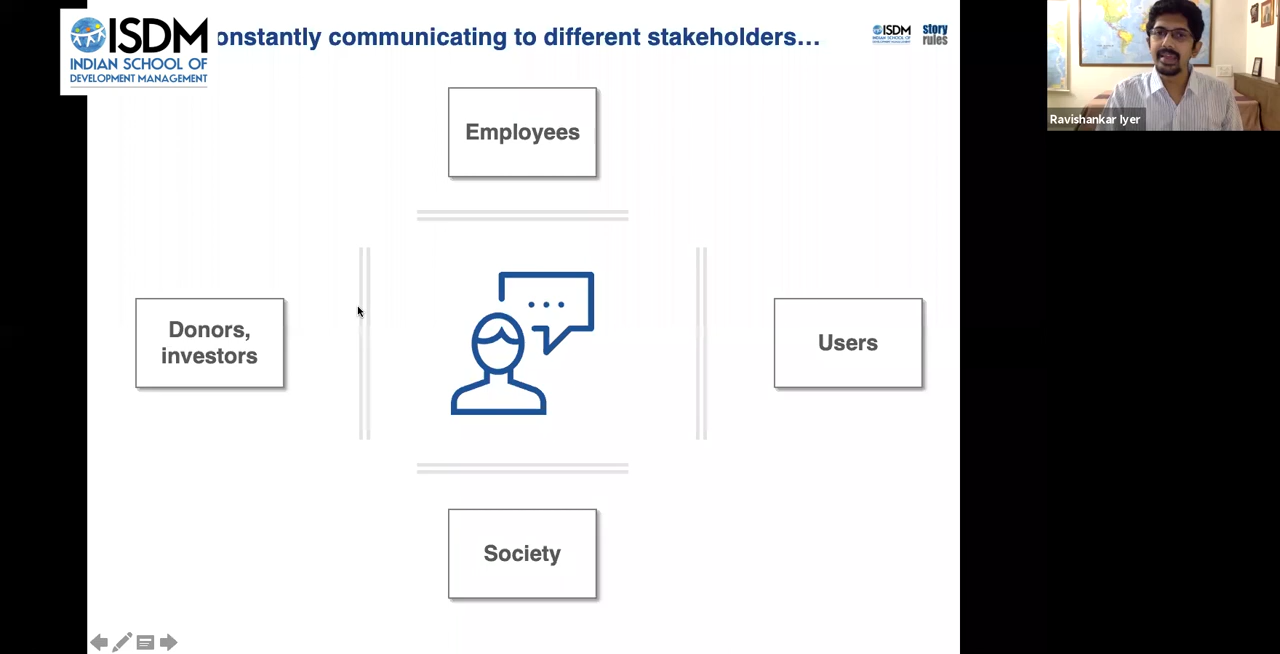 ISDM
INDIAN SCHOOL OF
DEVELOPMENT MANAGEMENT
onstantly communicating to different stakeholders...
ISDM
story
rules
Ravishankar Iyer
Employees
Donors,
investors
Users
Society